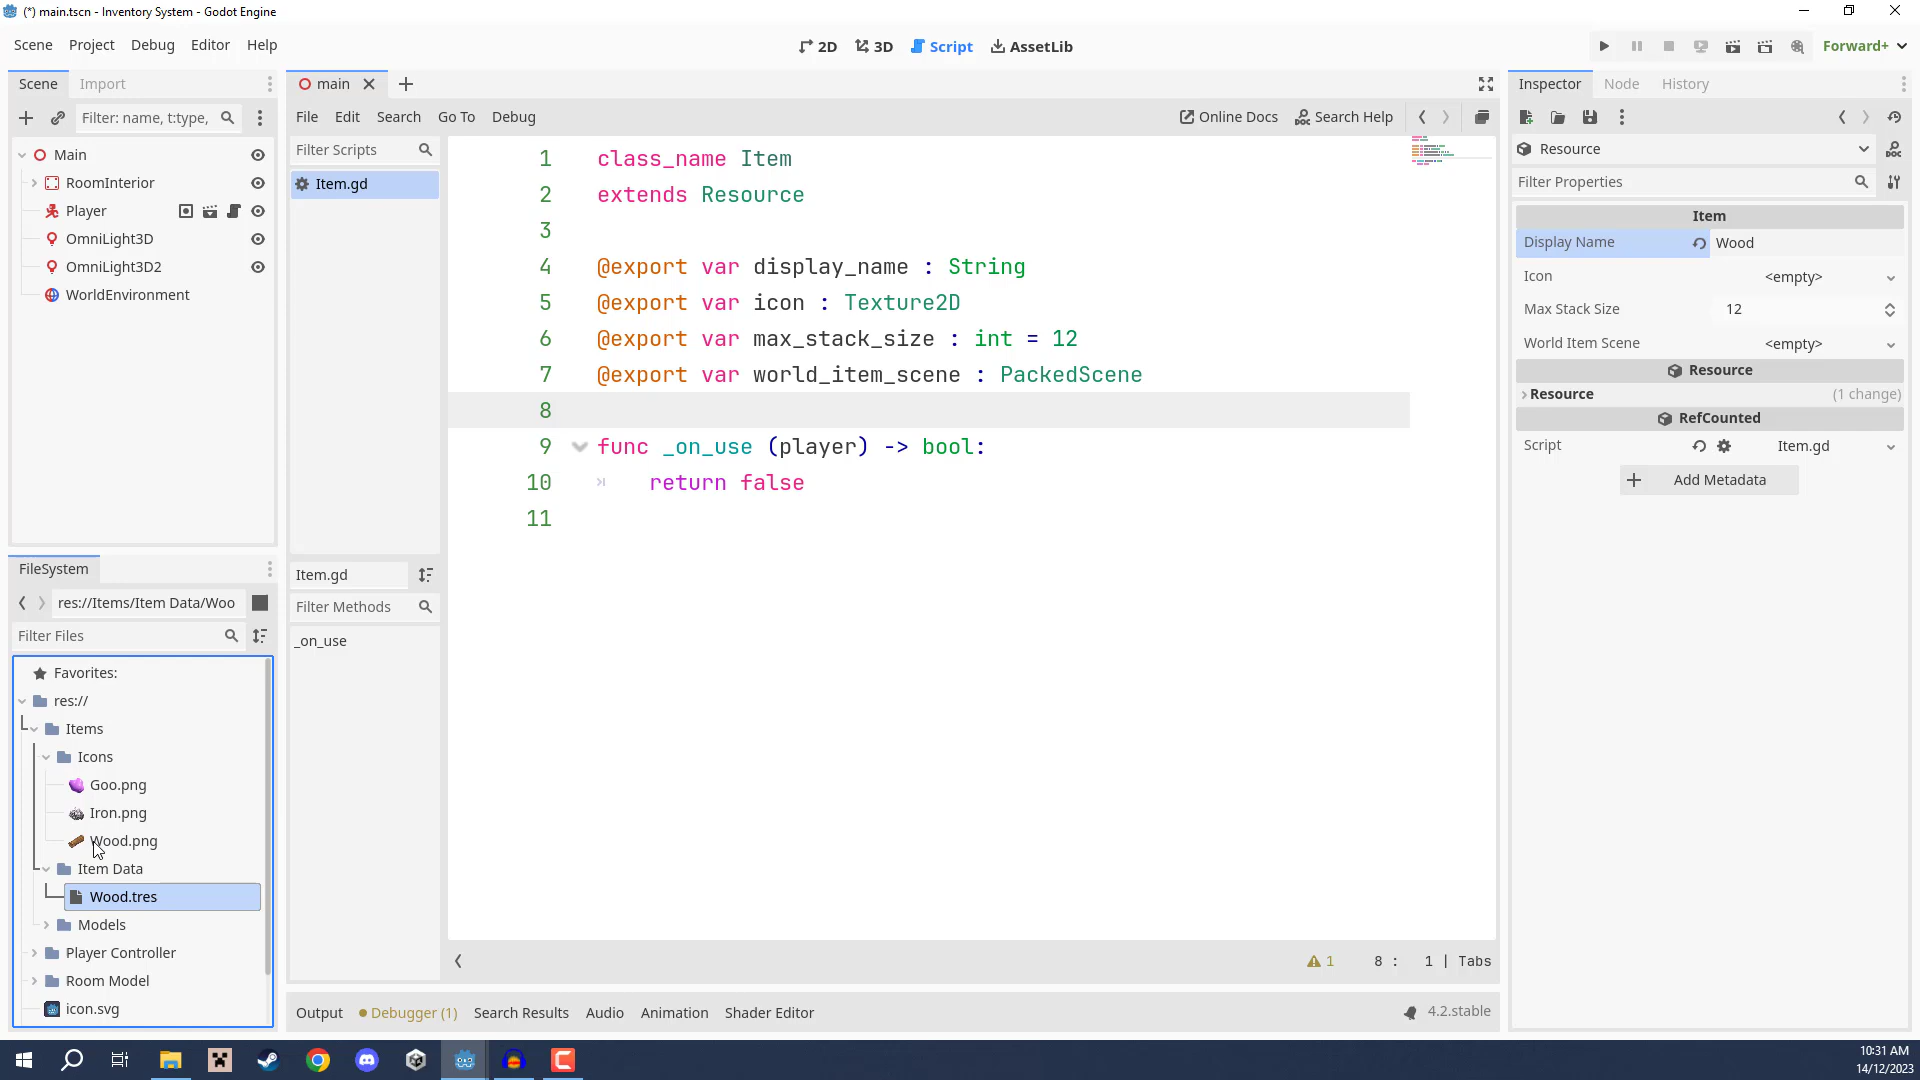 (*) main.tscn - Inventory System - Godot Engine
Scene Project Debug Editor Help
2D 3D Script AssetLib
Forward+
Scene Import
Filter: name, t:type,
Main
RoomInterior
Player
OmniLight3D
OmniLight3D2
WorldEnvironment
FileSystem
res://Items/Item Data/Woo
Filter Files
Favorites:
res://
Items
Icons
Goo.png
Iron.png
Wood.png
Item Data
Wood.tres
Models
Player Controller
Room Model
icon.svg
main
File Edit Search Go To Debug
Online Docs Search Help
Filter Scripts
Item.gd
Item.gd
Filter Methods
_on_use
1 class_name Item
2 extends Resource
3
4 @export var display_name : String
5 @export var icon : Texture2D
6 @export var max_stack_size : int = 12
7 @export var world_item_scene : PackedScene
8
9 func _on_use (player) -> bool:
10 return false
11
1 8 : 1 | Tabs
Output Debugger (1) Search Results Audio Animation Shader Editor
4.2.stable
Inspector Node History
Resource
Filter Properties
Item
Display Name Wood
Icon <empty>
Max Stack Size 12
World Item Scene <empty>
Resource
Resource (1 change)
RefCounted
Script Item.gd
Add Metadata
10:31 AM
14/12/2023